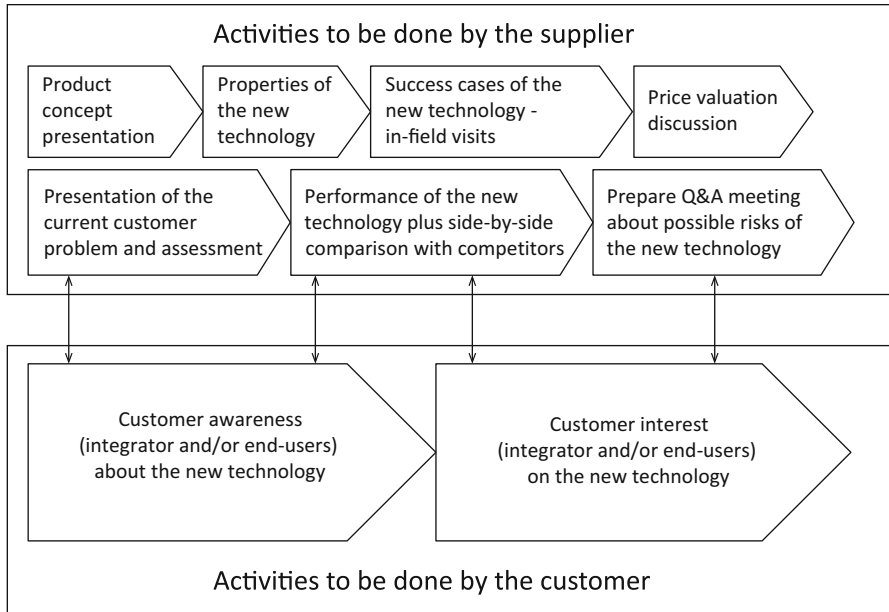 Activities to be done by the supplier
Product
concept
presentation
Properties of
the new
technology
Success cases of the
new technology -
in-field visits
Price valuation
discussion
Presentation of the
current customer
problem and assessment
Performance of the new
technology plus side-by-side
comparison with competitors
Prepare Q&A meeting
about possible risks of
the new technology
Customer awareness
(integrator and/or end-users)
about the new technology
Customer interest
(integrator and/or end-users)
on the new technology
Activities to be done by the customer